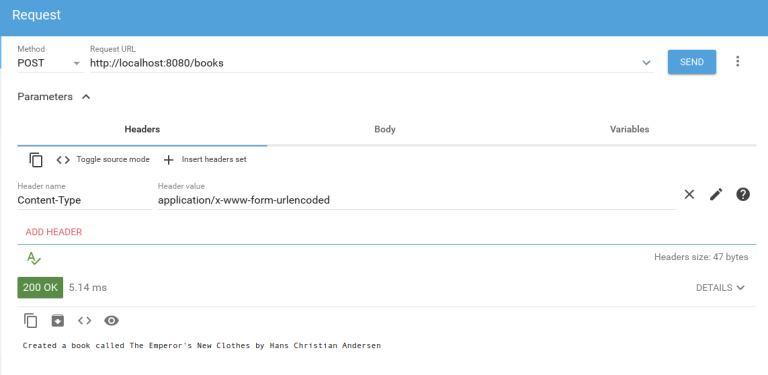 Request
Method
Request URL
POST
http://localhost:8080/books
SEND
Parameters
Headers
Body
Variables
Toggle source mode
Insert headers set
Header name
Header value
Content-Type
application/x-www-form-urlencoded
ADD HEADER
A
Headers size: 47 bytes
200 OK
5.14 ms
DETAILS
Created a book called The Emperor's New Clothes by Hans Christian Andersen